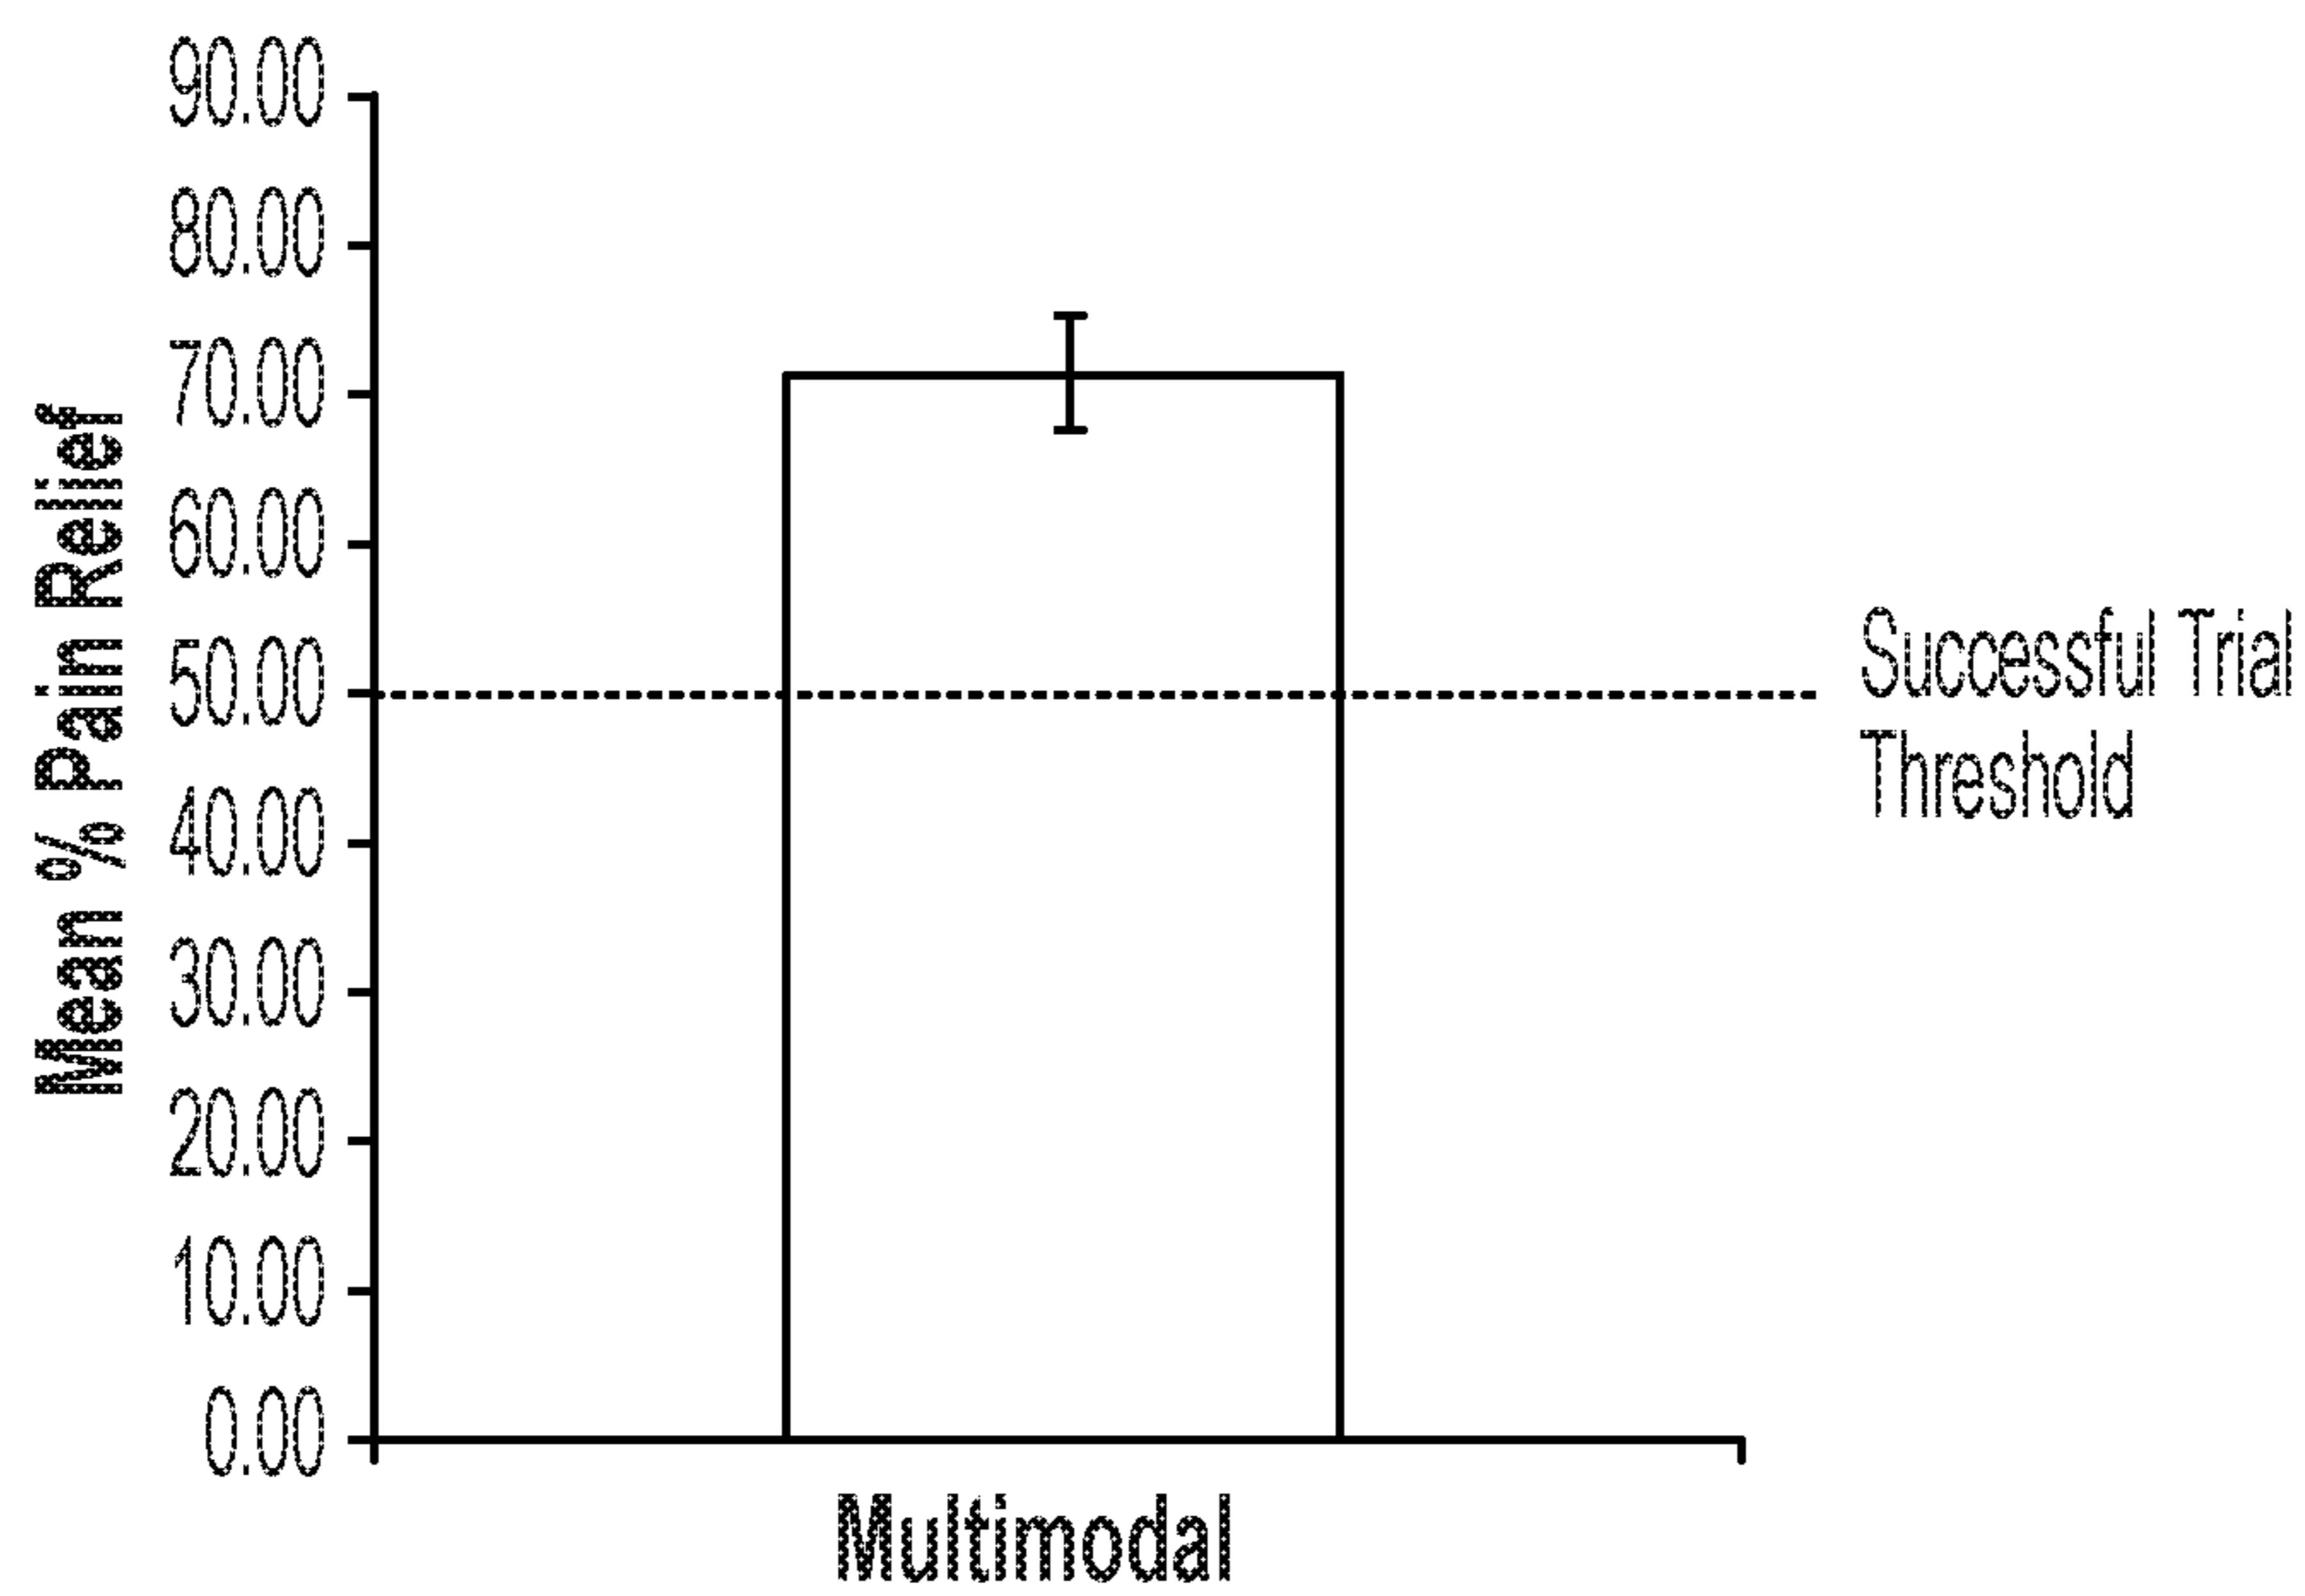 Mean % Pain Relief
90.00
80.00
70.00
60.00
50.00
40.00
30.00
20.00
10.00
0.00
Successful Trial
Threshold
Multimodal